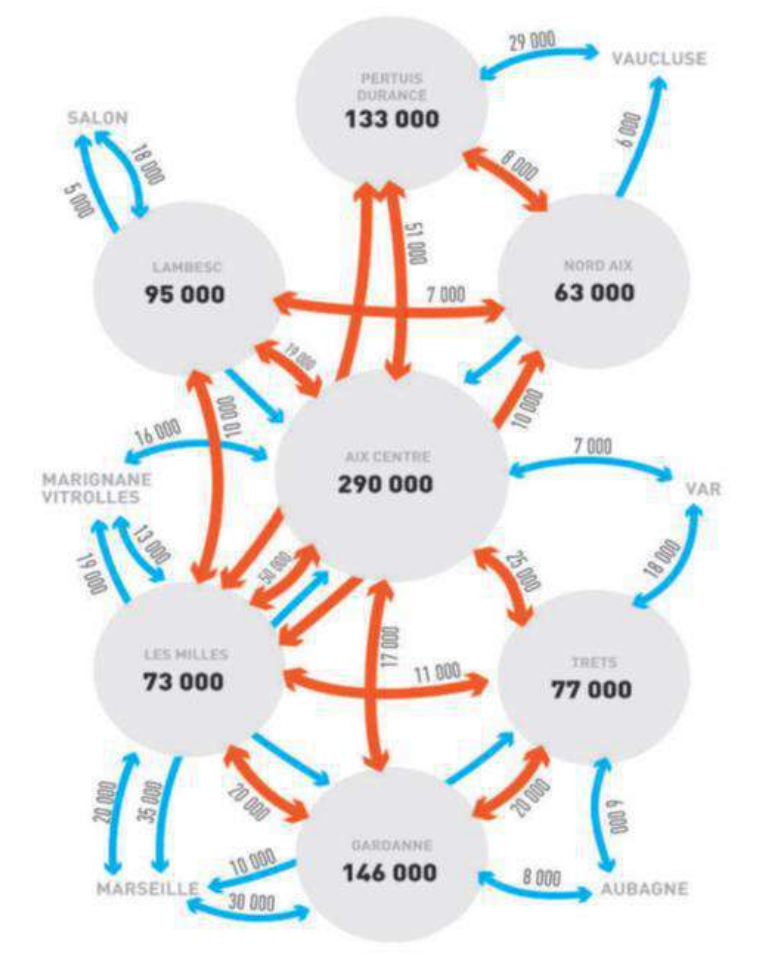 29 000
VAUCLUSE
PERTUIS
DURANCE
133 000
SALON
18 000
5 000
6 000
8 000
51 000
LAMBESC
95 000
NORD AIX
63 000
7 000
19 000
10 000
10 000
16 000
AIX CENTRE
290 000
7 000
MARIGNANE
VITROLLES
VAR
13 000
19 000
50 000
25 000
18 000
17 000
LES MILLES
73 000
11 000
TRETS
77 000
20 000
35 000
20 000
20 000
6 000
GARDANNE
146 000
10 000
MARSEILLE
30 000
8 000
AUBAGNE